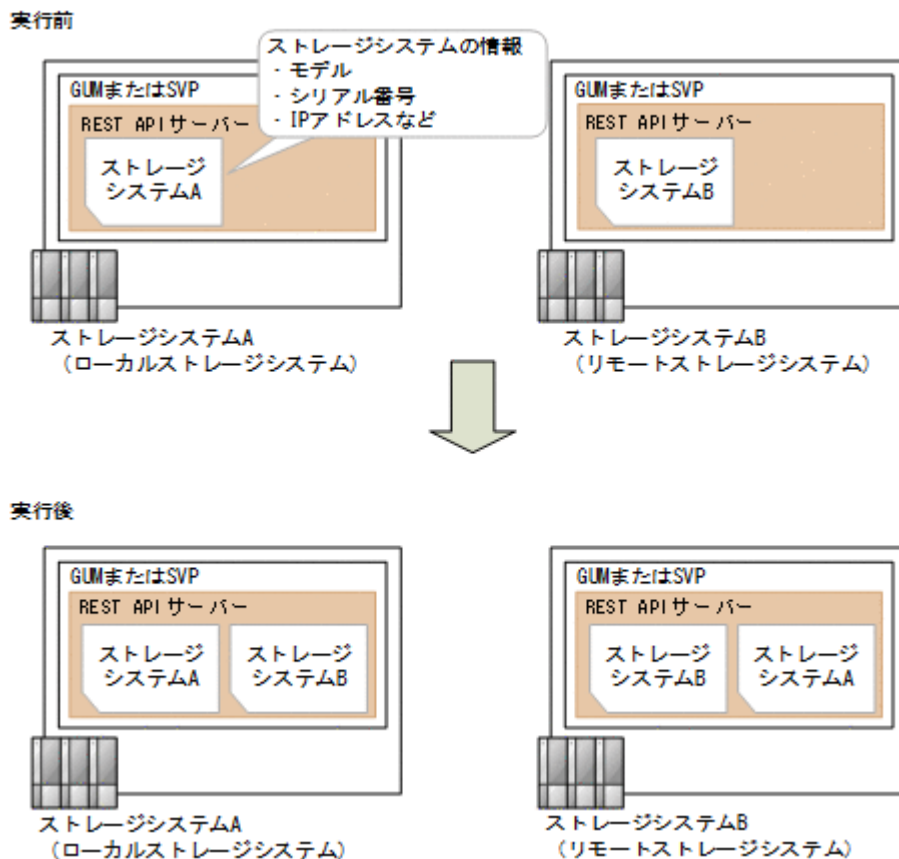 実行前
ストレージシステムの情報
・モデル
・シリアル番号
・IPアドレスなど
GUMまたはSVP
REST APIサーバー
ストレージ
システムA
ストレージシステムA
（ローカルストレージシステム）
GUMまたはSVP
REST APIサーバー
ストレージ
システムB
ストレージシステムB
（リモートストレージシステム）
実行後
GUMまたはSVP
REST APIサーバー
ストレージ
システムA
ストレージ
システムB
ストレージシステムA
（ローカルストレージシステム）
GUMまたはSVP
REST APIサーバー
ストレージ
システムB
ストレージ
システムA
ストレージシステムB
（リモートストレージシステム）